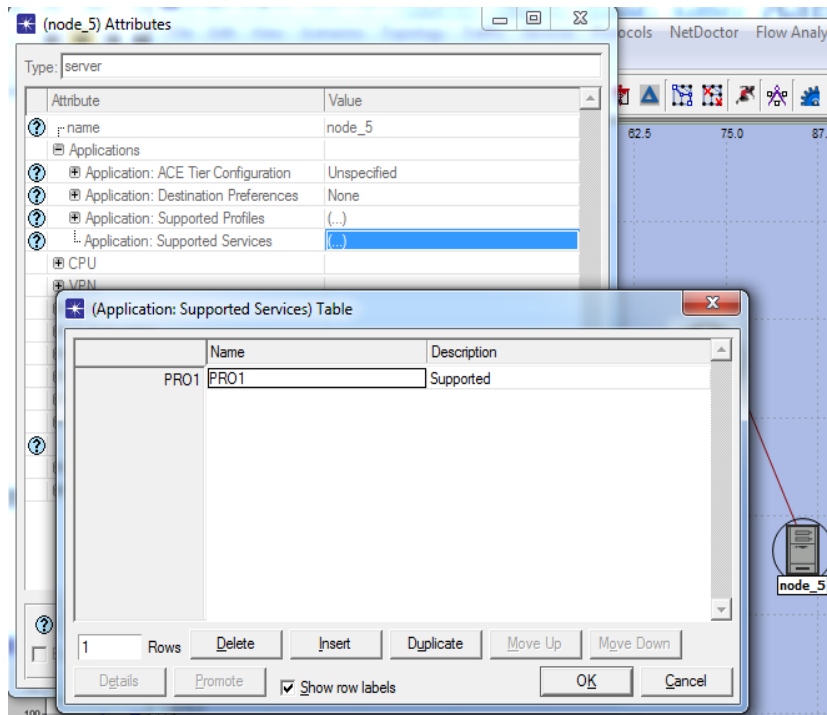 (node_5) Attributes
ocols NetDoctor Flow Analy
Type: server
Attribute Value
name node_5
Applications
Application: ACE Tier Configuration Unspecified
Application: Destination Preferences None
Application: Supported Profiles (...)
Application: Supported Services (...)
CPU
VPN
62.5 75.0 87.
(Application: Supported Services) Table
Name Description
PRO1 PRO1 Supported
node_5
1 Rows Delete Insert Duplicate Move Up Move Down
Details Promote Show row labels OK Cancel
100